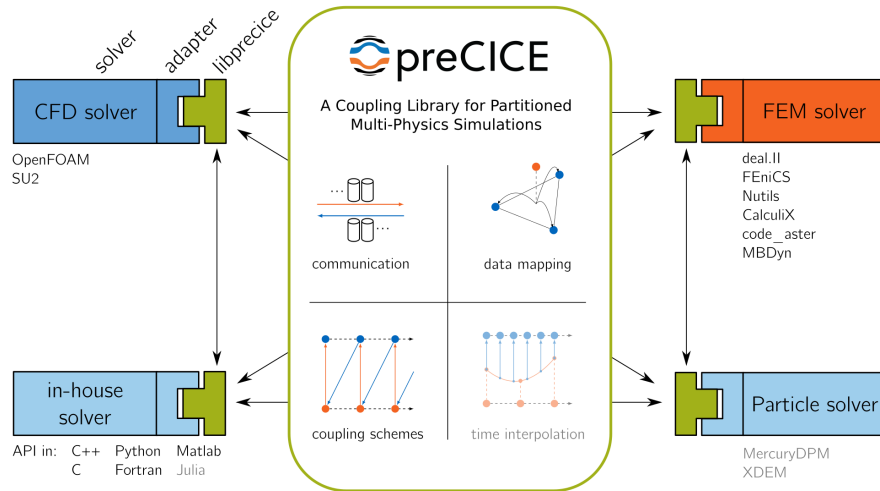 solver
adapter
libprecice
CFD solver
OpenFOAM
SU2
preCICE
A Coupling Library for Partitioned
Multi-Physics Simulations
...
communication
...
data mapping
coupling schemes
time interpolation
FEM solver
deal.II
FEniCS
Nutils
CalculiX
code_aster
MBDyn
in-house
solver
API in: C++ Python Matlab
C Fortran Julia
Particle solver
MercuryDPM
XDEM